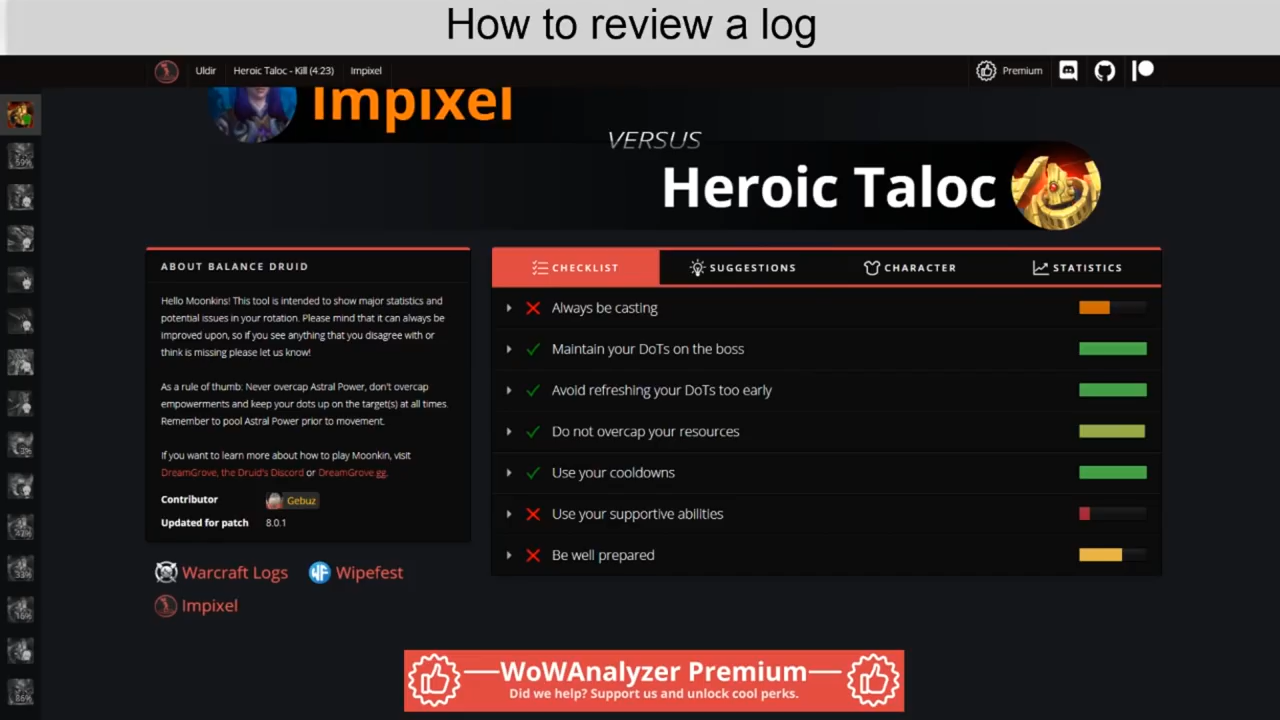 How to review a log
Uldir
Heroic Taloc - Kill (4:23)
Impixel
Premium
Impixel
VERSUS
Heroic Taloc
ABOUT BALANCE DRUID
Hello Moonkins! This tool is intended to show major statistics and
potential issues in your rotation. Please mind that it can always be
improved upon, so if you see anything that you disagree with or
think is missing please let us know!
As a rule of thumb: Never overcap Astral Power, don't overcap
empowerments and keep your dots up on the target(s) at all times.
Remember to pool Astral Power prior to movement.
If you want to learn more about how to play Moonkin, visit
DreamGrove, the Druid's Discord or DreamGrove.gg.
Contributor Gebuz
Updated for patch 8.0.1
Warcraft Logs
Wipefest
Impixel
CHECKLIST
SUGGESTIONS
CHARACTER
STATISTICS
Always be casting
Maintain your DoTs on the boss
Avoid refreshing your DoTs too early
Do not overcap your resources
Use your cooldowns
Use your supportive abilities
Be well prepared
WoWAnalyzer Premium
Did we help? Support us and unlock cool perks.
59%
33%
16%
86%